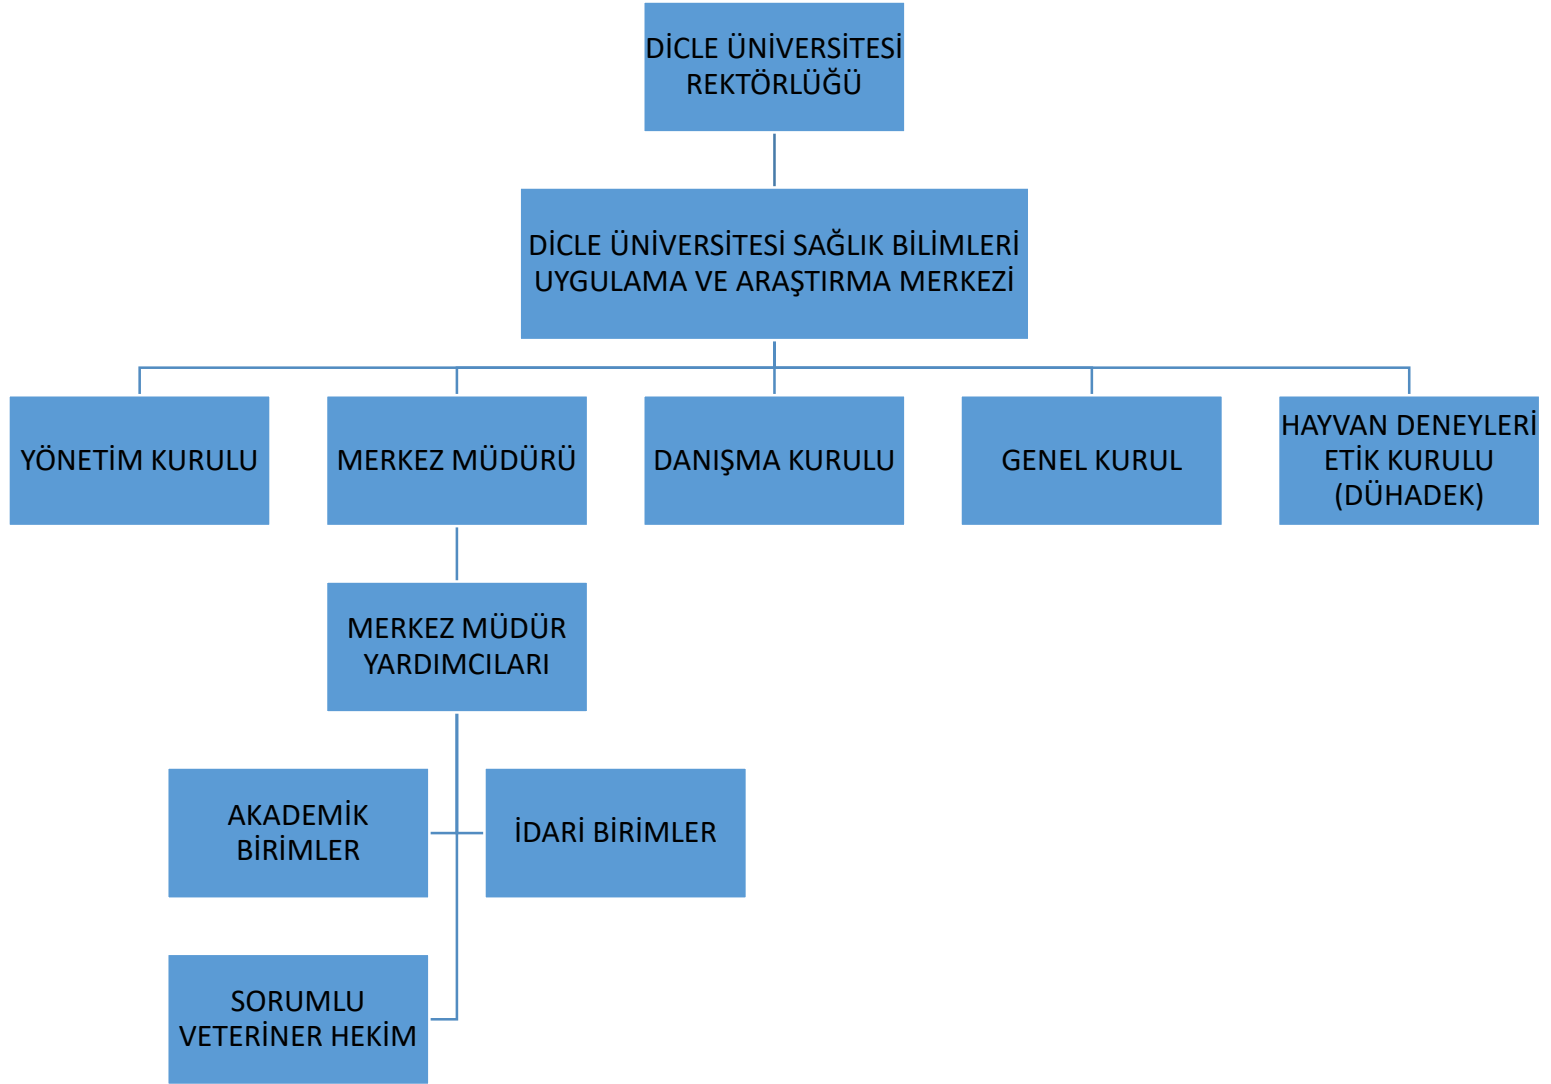 DİCLE ÜNİVERSİTESİ
REKTÖRLÜĞÜ
DİCLE ÜNİVERSİTESİ SAĞLIK BİLİMLERİ
UYGULAMA VE ARAŞTIRMA MERKEZİ
YÖNETİM KURULU
MERKEZ MÜDÜRÜ
DANIŞMA KURULU
GENEL KURUL
HAYVAN DENEYLERİ
ETİK KURULU
(DÜHADEK)
MERKEZ MÜDÜR
YARDIMCILARI
AKADEMİK
BİRİMLER
İDARİ BİRİMLER
SORUMLU
VETERİNER HEKİM